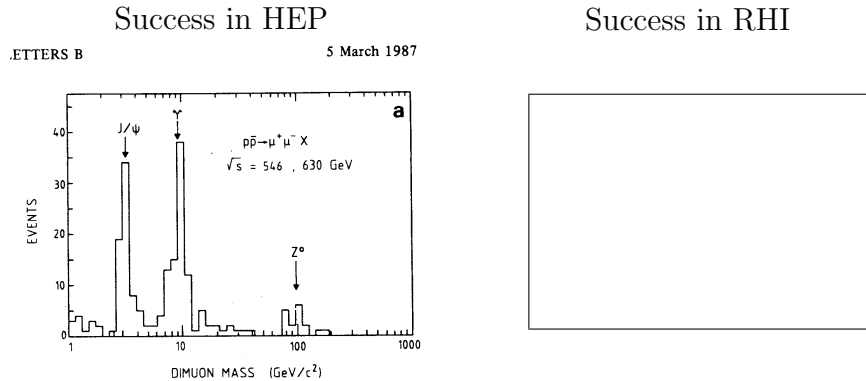 Success in HEP
Success in RHI
.ETTERS B
5 March 1987
a
40
30
20
10
0
EVENTS
J/ψ
ϒ
pp̄→μ⁺μ⁻ X
√s = 546 , 630 GeV
Z⁰
1
10
100
1000
DIMUON MASS (GeV/c²)